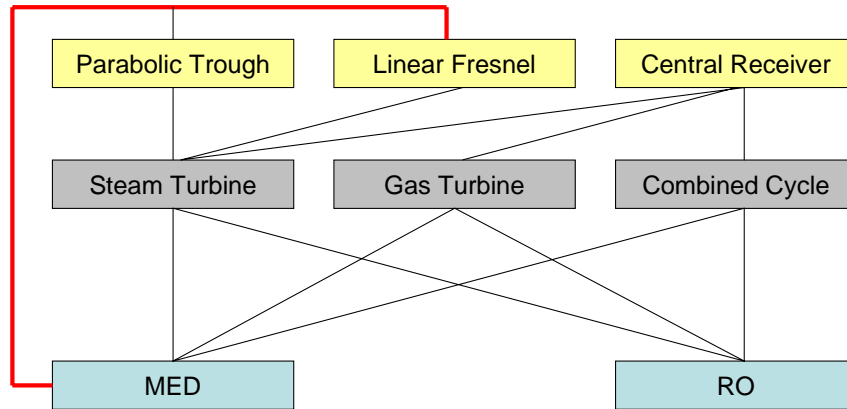 Parabolic Trough
Linear Fresnel
Central Receiver
Steam Turbine
Gas Turbine
Combined Cycle
MED
RO